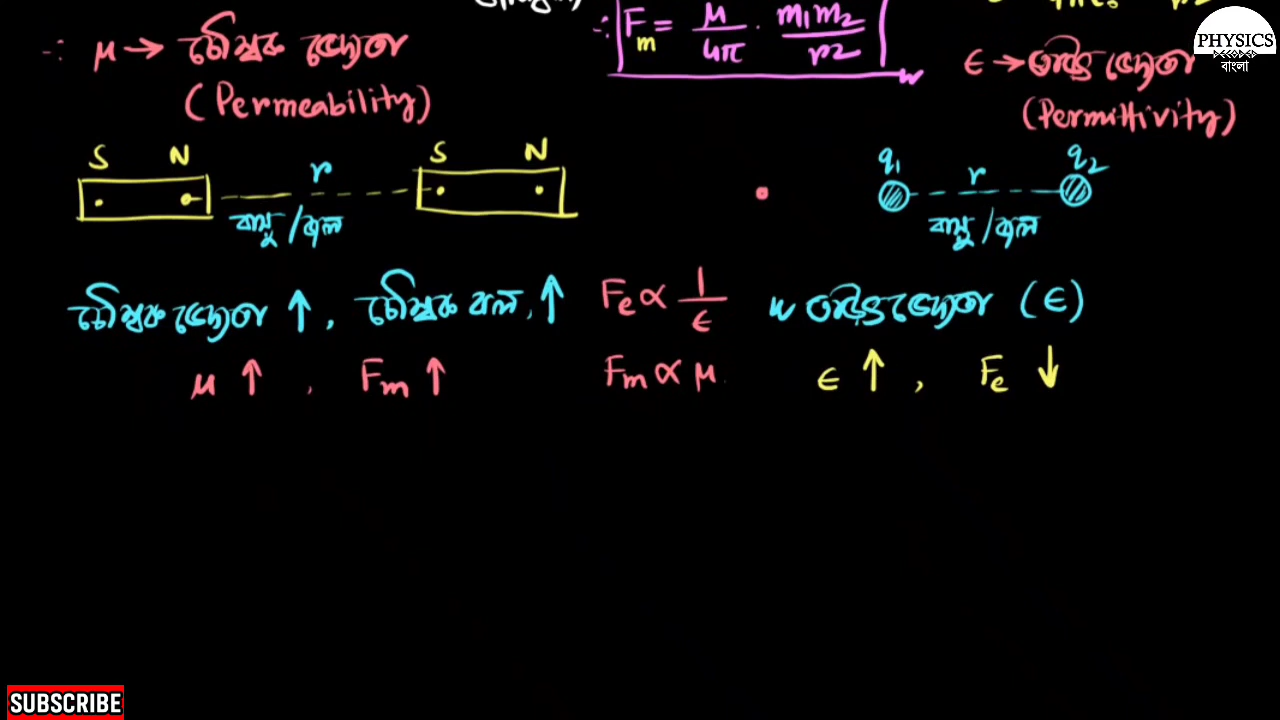 ∴ μ → চৌম্বক ভেদ্যতা
(Permeability)
∴ Fm = μ/4π · m1m2/r2
ε → তড়িৎ ভেদ্যতা
(Permittivity)
PHYSICS
বাংলা
S N S N
r
বায়ু/জল
q1 r q2
বায়ু/জল
চৌম্বক ভেদ্যতা ↑, চৌম্বক বল, ↑
Fe ∝ 1/ε
তড়িৎভেদ্যতা (ε)
μ ↑, Fm ↑
Fm ∝ μ
ε ↑, Fe ↓
SUBSCRIBE